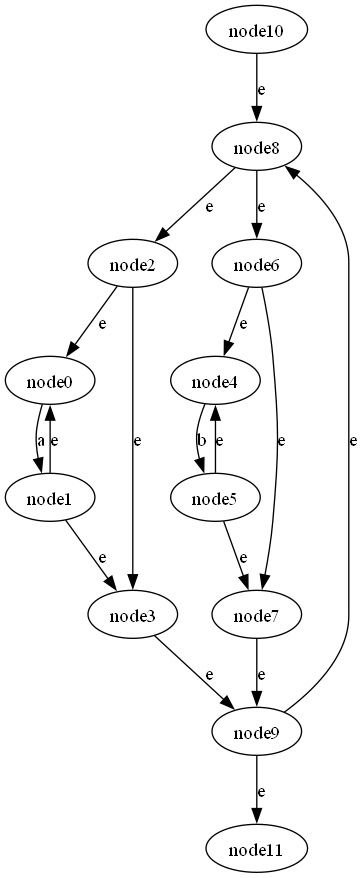 node10
e
node8
e e
node2 node6
e e
node0 node4
a e e b e e
node1 node5
e e
node3 node7
e e
node9
e
node11